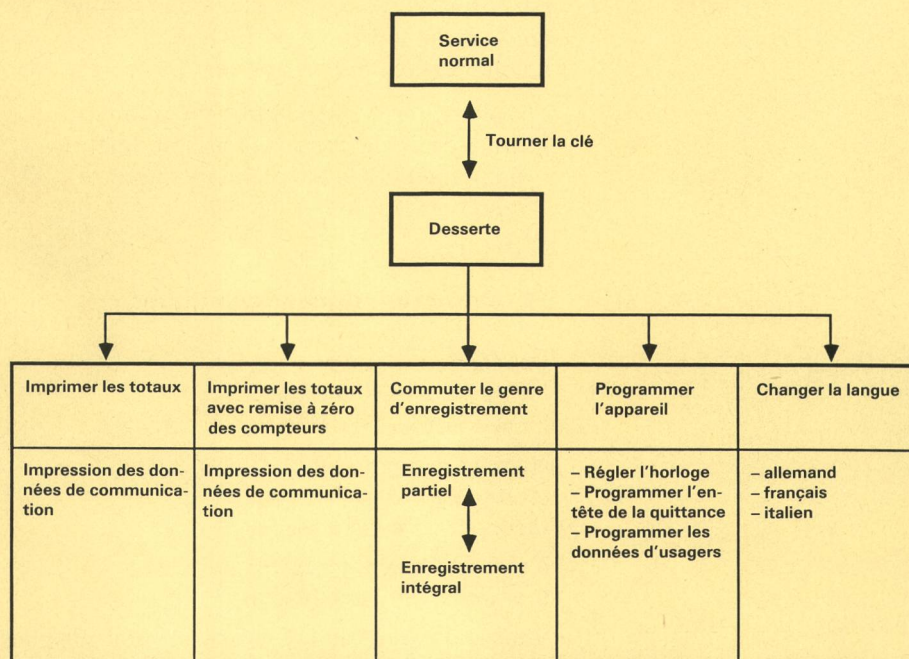 Service
normal
Tourner la clé
Desserte
Imprimer les totaux
Imprimer les totaux
avec remise à zéro
des compteurs
Commuter le genre
d'enregistrement
Programmer
l'appareil
Changer la langue
Impression des don-
nées de communica-
tion
Impression des don-
nées de communica-
tion
Enregistrement
partiel
Enregistrement
intégral
– Régler l'horloge
– Programmer l'en-
tête de la quittance
– Programmer les
données d'usagers
– allemand
– français
– italien